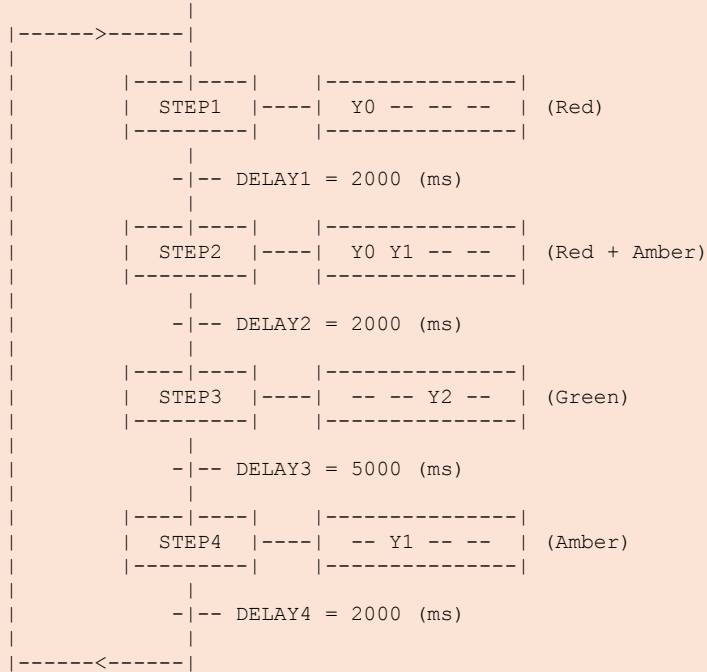 STEP1 Y0 -- -- -- (Red)
DELAY1 = 2000 (ms)
STEP2 Y0 Y1 -- -- (Red + Amber)
DELAY2 = 2000 (ms)
STEP3 -- -- Y2 -- (Green)
DELAY3 = 5000 (ms)
STEP4 -- Y1 -- -- (Amber)
DELAY4 = 2000 (ms)